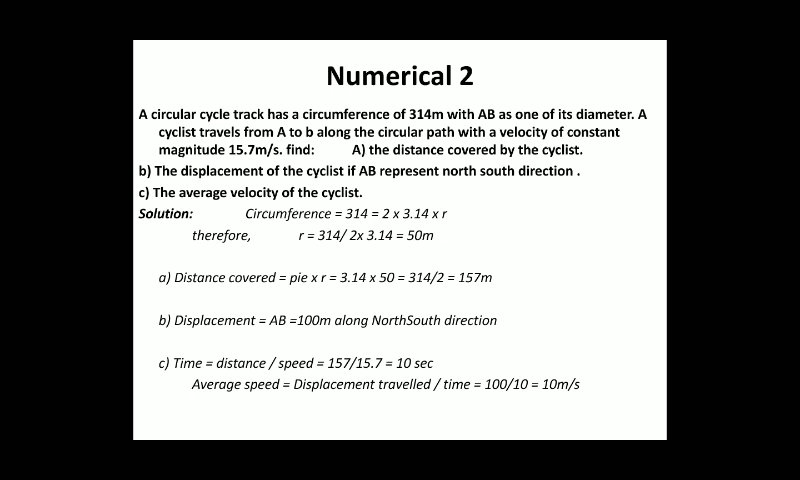 Numerical 2
A circular cycle track has a circumference of 314m with AB as one of its diameter. A
cyclist travels from A to b along the circular path with a velocity of constant
magnitude 15.7m/s. find: A) the distance covered by the cyclist.
b) The displacement of the cyclist if AB represent north south direction .
c) The average velocity of the cyclist.
Solution: Circumference = 314 = 2 x 3.14 x r
therefore, r = 314/ 2x 3.14 = 50m
a) Distance covered = pie x r = 3.14 x 50 = 314/2 = 157m
b) Displacement = AB =100m along NorthSouth direction
c) Time = distance / speed = 157/15.7 = 10 sec
Average speed = Displacement travelled / time = 100/10 = 10m/s